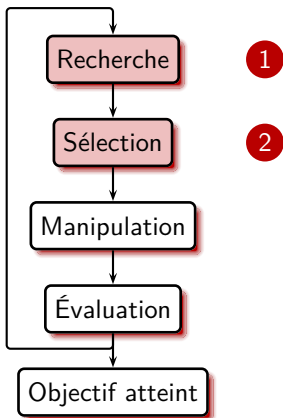 Recherche 1
Sélection 2
Manipulation
Évaluation
Objectif atteint